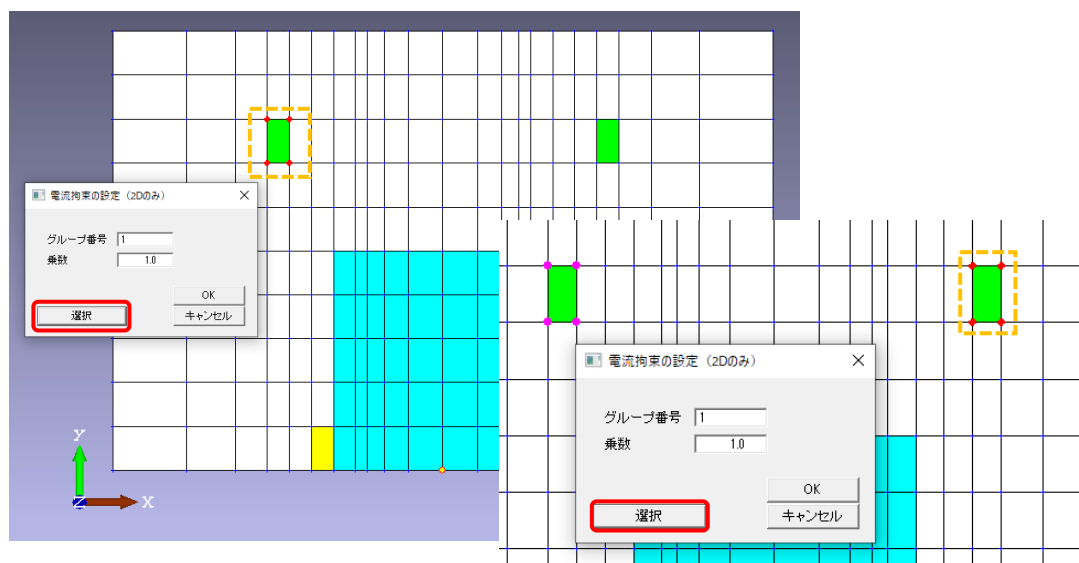 電流拘束の設定（2Dのみ）
グループ番号 1
乗数 1.0
OK
選択 キャンセル
Y
Z X
電流拘束の設定（2Dのみ）
グループ番号 1
乗数 1.0
OK
選択 キャンセル